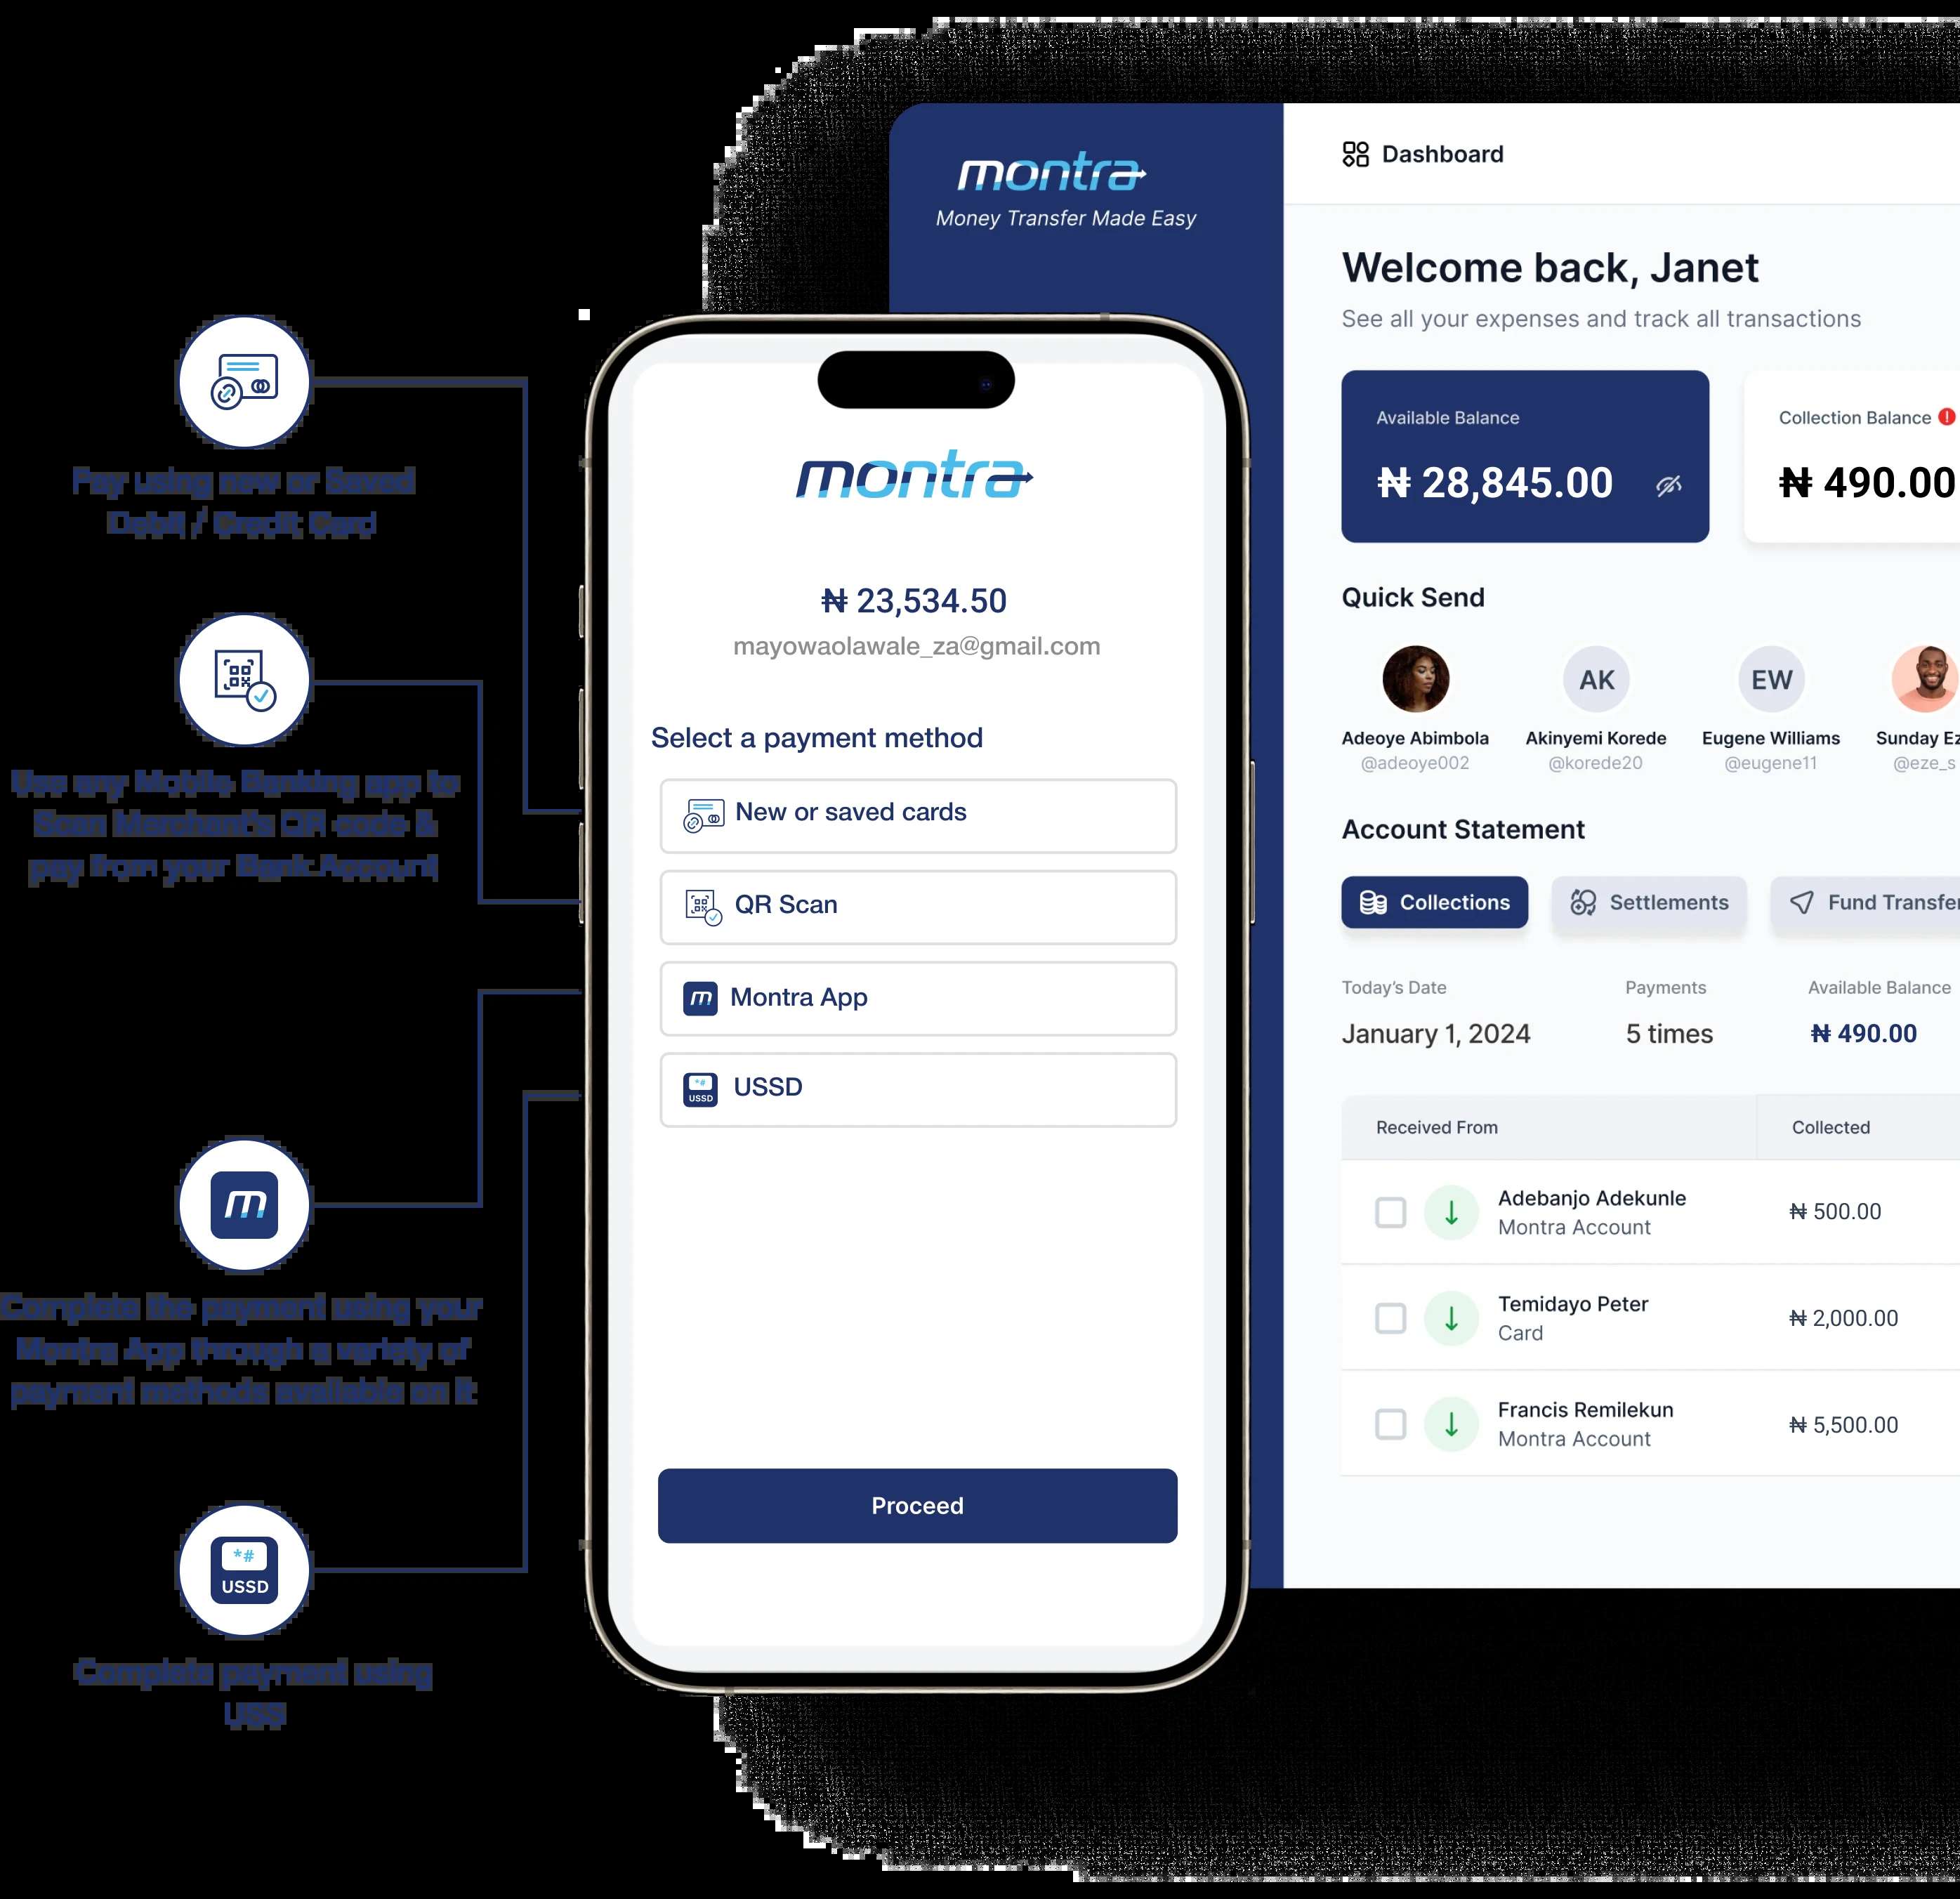 Pay using new or Saved
Debit / Credit Card
Use any Mobile Banking app to
Scan Merchant's QR code &
pay from your Bank Account
m
Complete the payment using your
Montra App through a variety of
payment methods available on it
*#
USSD
Complete payment using
USS
montra
₦ 23,534.50
mayowaolawale_za@gmail.com
Select a payment method
New or saved cards
QR Scan
m Montra App
*#
USSD USSD
Proceed
montra
Money Transfer Made Easy
Dashboard
Welcome back, Janet
See all your expenses and track all transactions
Available Balance Collection Balance
₦ 28,845.00 ₦ 490.00
Quick Send
AK EW
Adeoye Abimbola Akinyemi Korede Eugene Williams Sunday Ez
@adeoye002 @korede20 @eugene11 @eze_s
Account Statement
Collections Settlements Fund Transfer
Today's Date Payments Available Balance
January 1, 2024 5 times ₦ 490.00
Received From Collected
Adebanjo Adekunle ₦ 500.00
Montra Account
Temidayo Peter ₦ 2,000.00
Card
Francis Remilekun ₦ 5,500.00
Montra Account